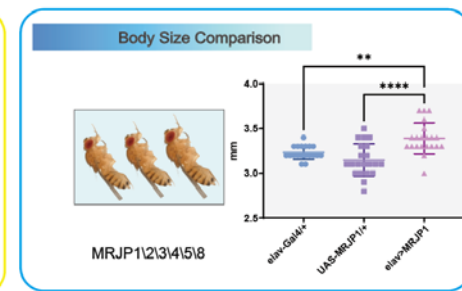 Body Size Comparison
MRJP1\2\3\4\5\8
**
****
4.0
3.5
3.0
2.5
mm
elav-Gal4/+
UAS-MRJP1/+
elav>MRJP1